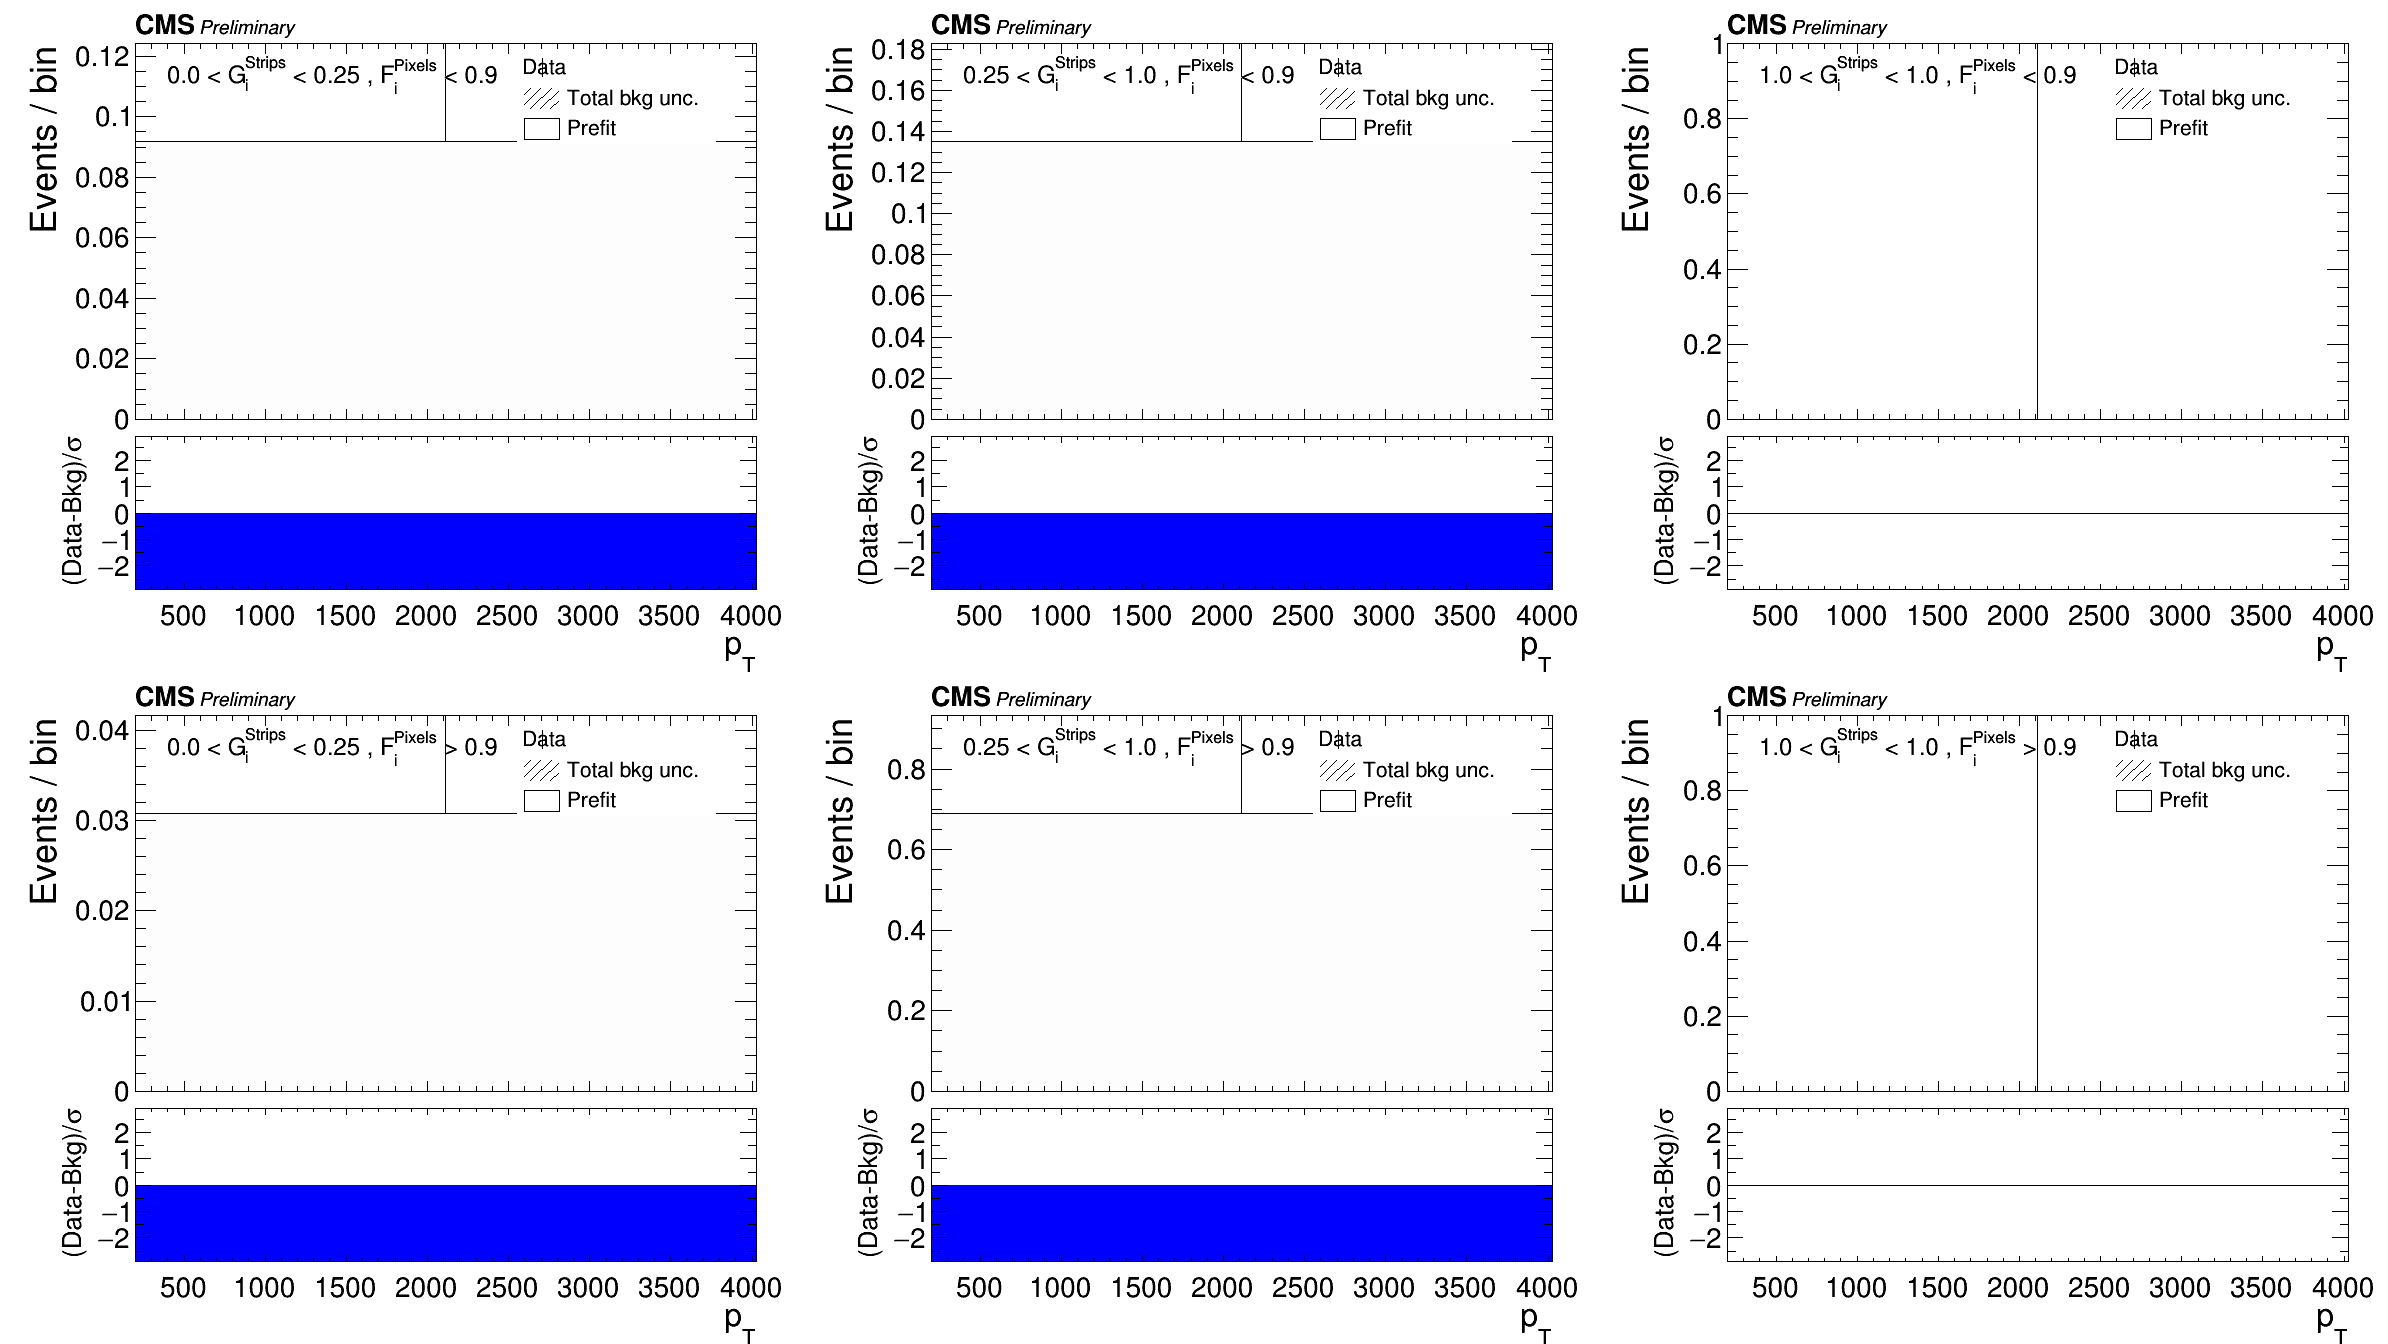 CMS Preliminary
Events / bin
0.12
0.1
0.08
0.06
0.04
0.02
0
0.0 < G_i^Strips < 0.25 , F_i^Pixels < 0.9
Data
Total bkg unc.
Prefit
(Data-Bkg)/σ
2
1
0
−1
−2
500 1000 1500 2000 2500 3000 3500 4000
p_T
CMS Preliminary
Events / bin
0.18
0.16
0.14
0.12
0.1
0.08
0.06
0.04
0.02
0
0.25 < G_i^Strips < 1.0 , F_i^Pixels < 0.9
Data
Total bkg unc.
Prefit
(Data-Bkg)/σ
2
1
0
−1
−2
500 1000 1500 2000 2500 3000 3500 4000
p_T
CMS Preliminary
Events / bin
1
0.8
0.6
0.4
0.2
0
1.0 < G_i^Strips < 1.0 , F_i^Pixels < 0.9
Data
Total bkg unc.
Prefit
(Data-Bkg)/σ
2
1
0
−1
−2
500 1000 1500 2000 2500 3000 3500 4000
p_T
CMS Preliminary
Events / bin
0.04
0.03
0.02
0.01
0
0.0 < G_i^Strips < 0.25 , F_i^Pixels > 0.9
Data
Total bkg unc.
Prefit
(Data-Bkg)/σ
2
1
0
−1
−2
500 1000 1500 2000 2500 3000 3500 4000
p_T
CMS Preliminary
Events / bin
0.8
0.6
0.4
0.2
0
0.25 < G_i^Strips < 1.0 , F_i^Pixels > 0.9
Data
Total bkg unc.
Prefit
(Data-Bkg)/σ
2
1
0
−1
−2
500 1000 1500 2000 2500 3000 3500 4000
p_T
CMS Preliminary
Events / bin
1
0.8
0.6
0.4
0.2
0
1.0 < G_i^Strips < 1.0 , F_i^Pixels > 0.9
Data
Total bkg unc.
Prefit
(Data-Bkg)/σ
2
1
0
−1
−2
500 1000 1500 2000 2500 3000 3500 4000
p_T